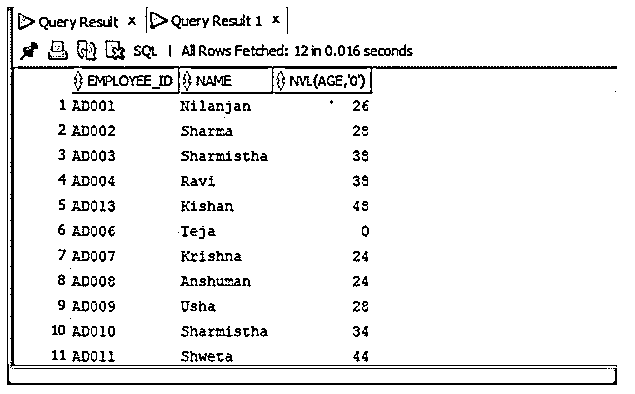 Query Result x Query Result 1 x
SQL | All Rows Fetched: 12 in 0.016 seconds
EMPLOYEE_ID NAME NVL(AGE,'0')
1 AD001 Nilanjan 26
2 AD002 Sharma 28
3 AD003 Sharmistha 38
4 AD004 Ravi 38
5 AD013 Kishan 48
6 AD006 Teja 0
7 AD007 Krishna 24
8 AD008 Anshuman 24
9 AD009 Usha 28
10 AD010 Sharmistha 34
11 AD011 Shweta 44